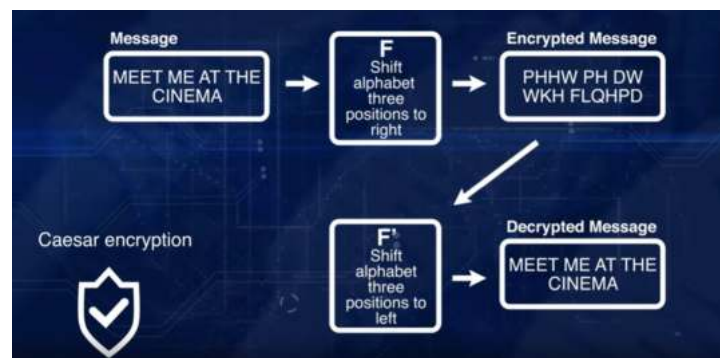 Message
MEET ME AT THE
CINEMA
F
Shift
alphabet
three
positions to
right
Encrypted Message
PHHW PH DW
WKH FLQHPD
Caesar encryption
F'
Shift
alphabet
three
positions to
left
Decrypted Message
MEET ME AT THE
CINEMA